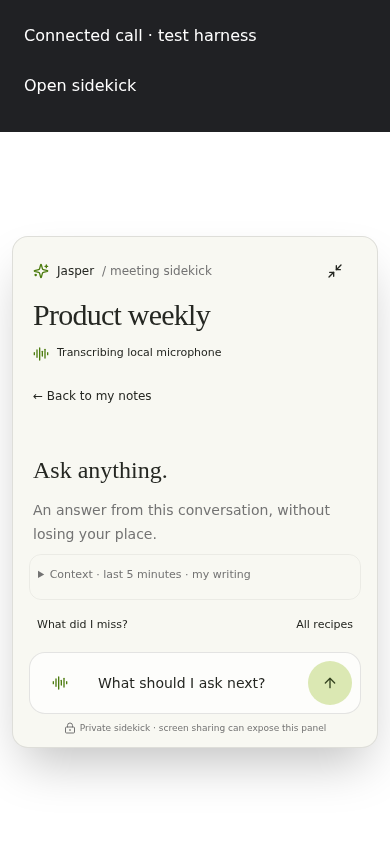 Connected call · test harness
Open sidekick
Jasper / meeting sidekick
Product weekly
Transcribing local microphone
← Back to my notes
Ask anything.
An answer from this conversation, without
losing your place.
▶ Context · last 5 minutes · my writing
What did I miss? All recipes
What should I ask next?
Private sidekick · screen sharing can expose this panel